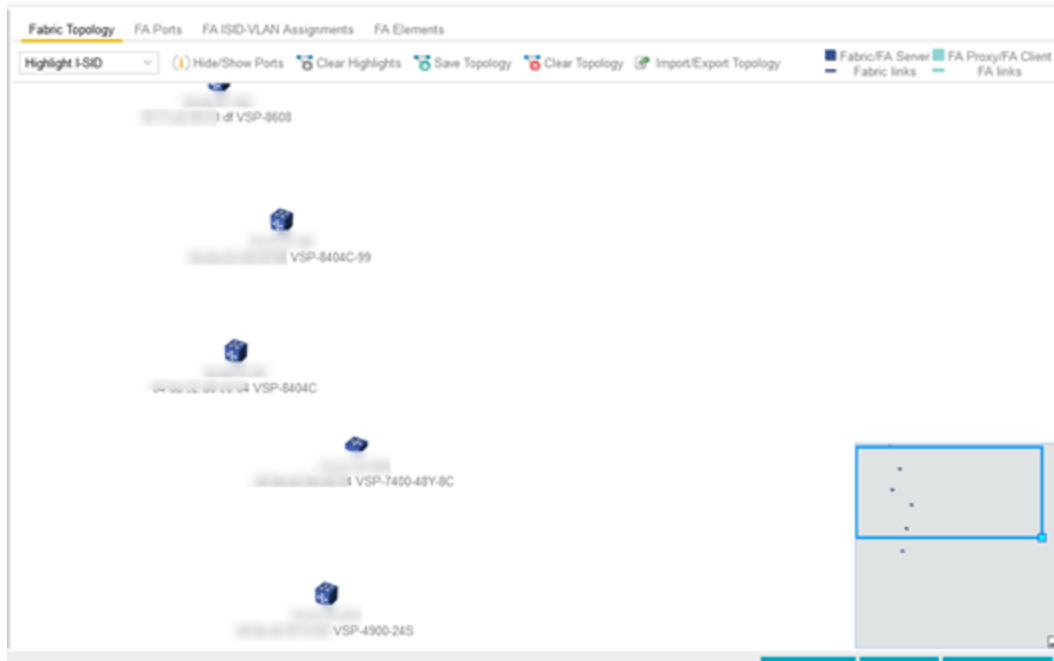 Fabric Topology FA Ports FA ISID-VLAN Assignments FA Elements
Highlight I-SID Hide/Show Ports Clear Highlights Save Topology Clear Topology Import/Export Topology
Fabric/FA Server FA Proxy/FA Client
Fabric links FA links
df VSP-8608
VSP-8404C-99
VSP-8404C
VSP-7400-48Y-8C
VSP-4900-24S